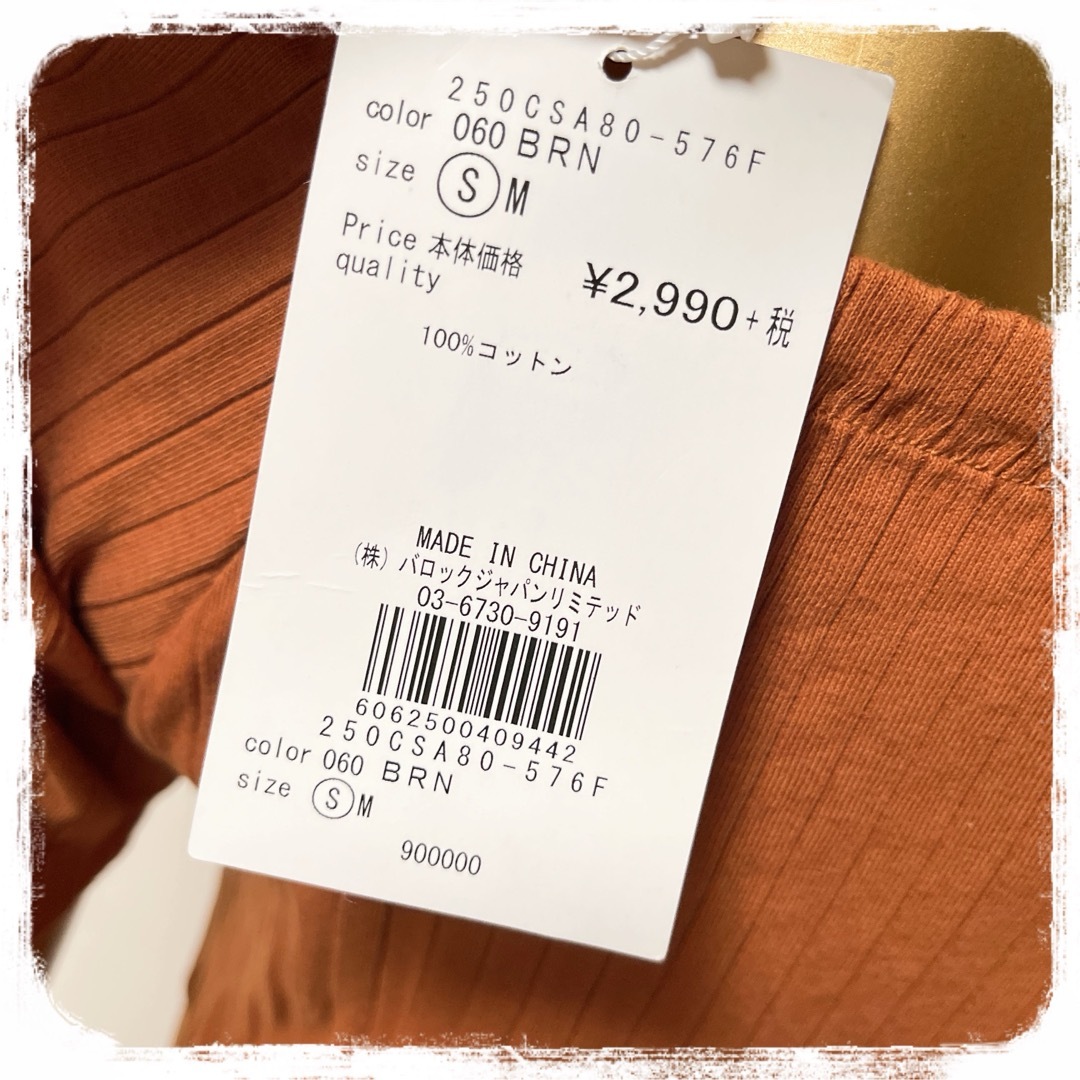 250CSA80-576F
color 060 BRN
size Ⓢ M
Price 本体価格 ¥2,990+税
quality
100%コットン
MADE IN CHINA
(株) バロックジャパンリミテッド
03-6730-9191
6062500409442
250CSA80-576F
color 060 BRN
size Ⓢ M
900000